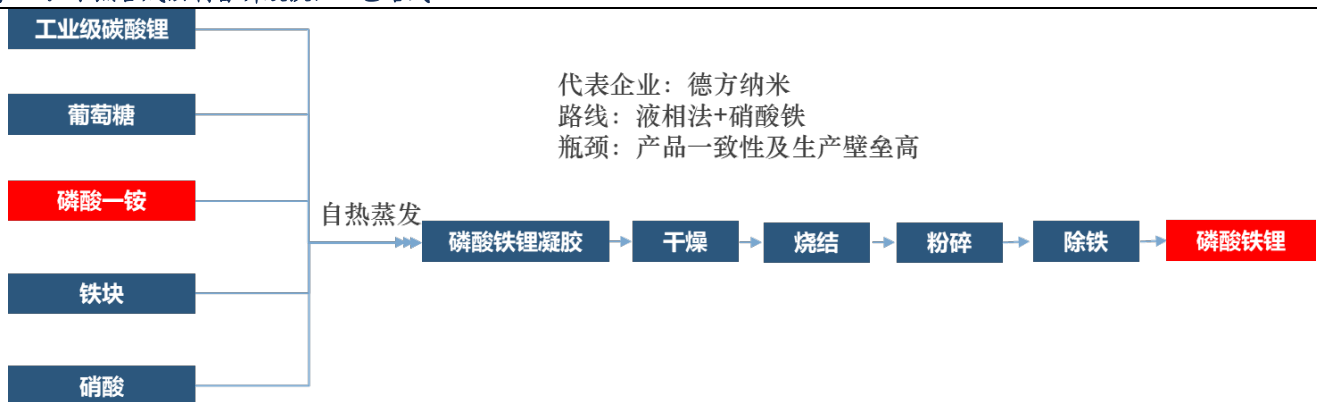 工业级碳酸锂
葡萄糖
磷酸一铵
铁块
硝酸
代表企业：德方纳米
路线：液相法+硝酸铁
瓶颈：产品一致性及生产壁垒高
自热蒸发
磷酸铁锂凝胶
干燥
烧结
粉碎
除铁
磷酸铁锂